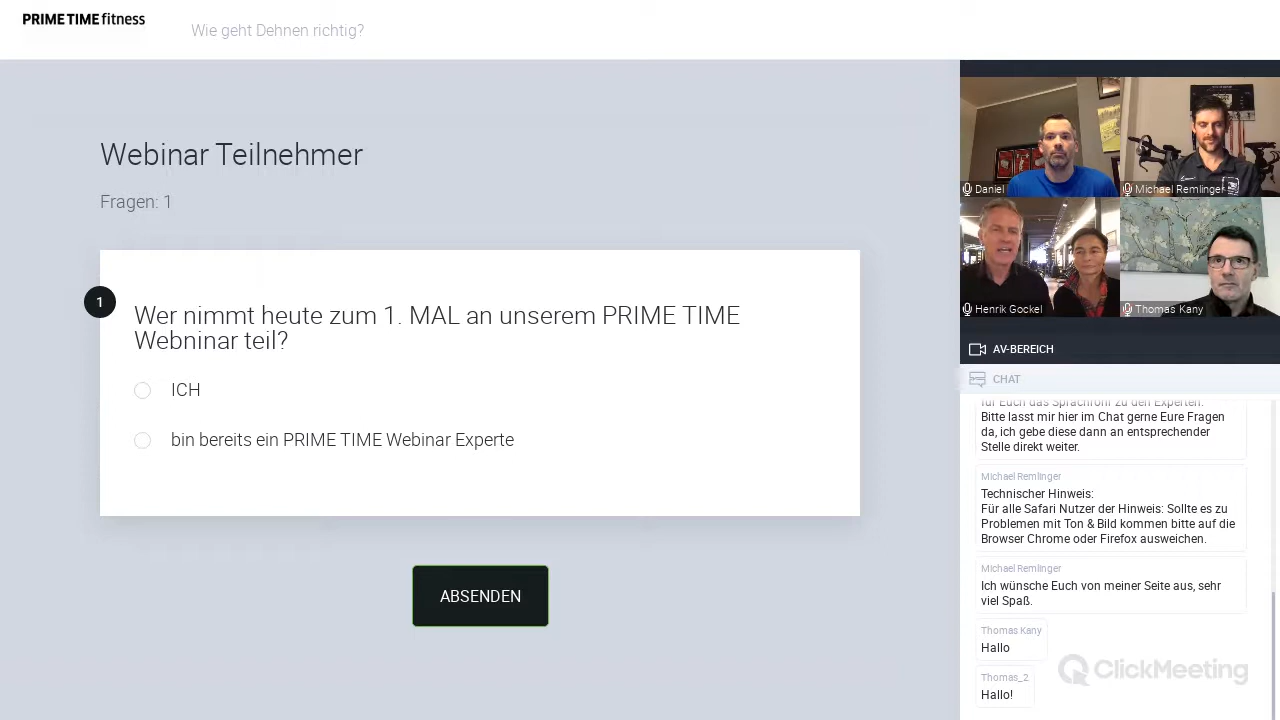 PRIME TIME fitness
Wie geht Dehnen richtig?
Webinar Teilnehmer
Fragen: 1
1
Wer nimmt heute zum 1. MAL an unserem PRIME TIME
Webninar teil?
ICH
bin bereits ein PRIME TIME Webinar Experte
ABSENDEN
Daniel
Michael Remlinger
Henrik Gockel
Thomas Kany
AV-BEREICH
CHAT
für Euch das Sprachrohr zu den Experten.
Bitte lasst mir hier im Chat gerne Eure Fragen
da, ich gebe diese dann an entsprechender
Stelle direkt weiter.
Michael Remlinger
Technischer Hinweis:
Für alle Safari Nutzer der Hinweis: Sollte es zu
Problemen mit Ton & Bild kommen bitte auf die
Browser Chrome oder Firefox ausweichen.
Michael Remlinger
Ich wünsche Euch von meiner Seite aus, sehr
viel Spaß.
Thomas Kany
Hallo
Thomas_2
Hallo!
ClickMeeting